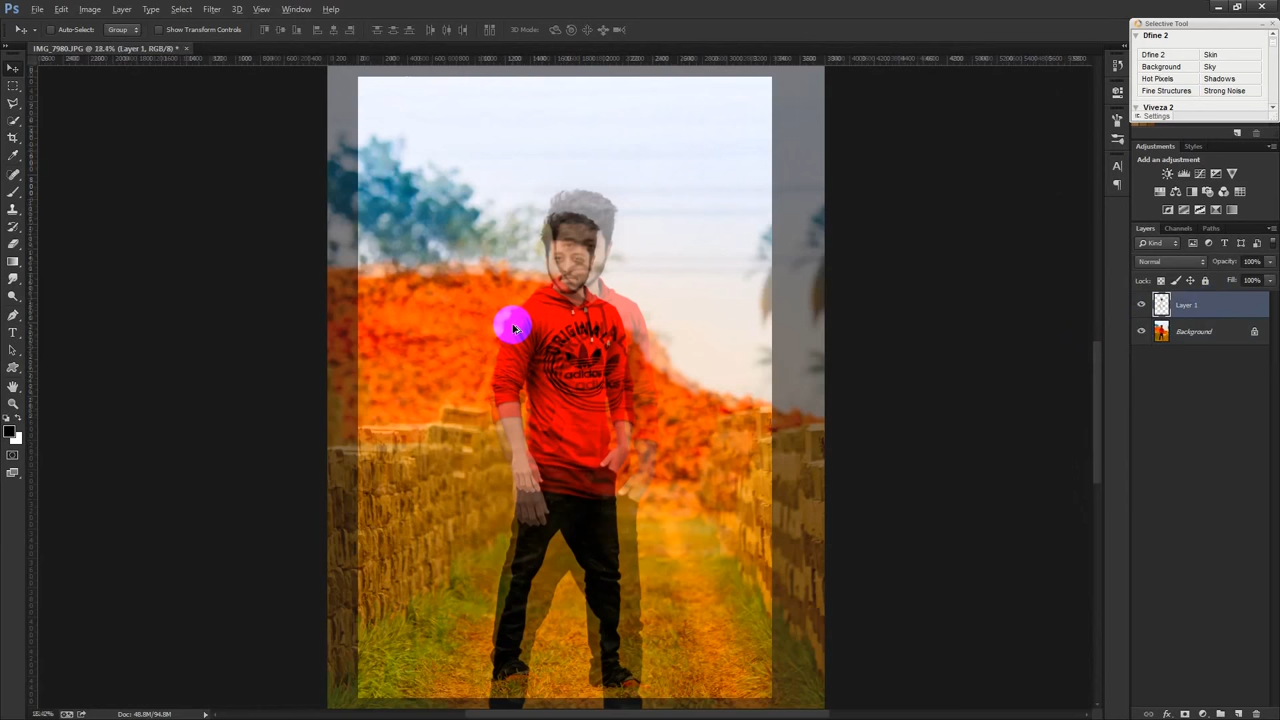 Ps File Edit Image Layer Type Select Filter 3D View Window Help
Auto-Select: Group Show Transform Controls 3D Mode:
IMG_7980.JPG @ 18.4% (Layer 1, RGB/8) *
Selective Tool
Dfine 2
Dfine 2 Skin
Background Sky
Hot Pixels Shadows
Fine Structures Strong Noise
Viveza 2
Settings
Adjustments Styles
Add an adjustment
Layers Channels Paths
Kind
Normal Opacity: 100%
Lock: Fill: 100%
Layer 1
Background
adidas
Doc: 48.8M/94.8M